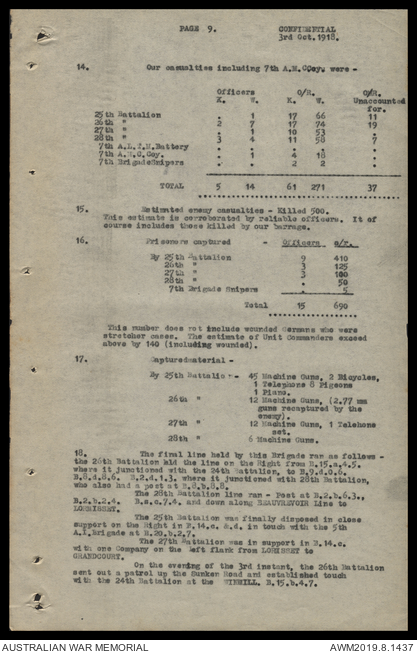 PAGE 9. CONFIDENTIAL
3rd Oct. 1918.
14. Our casualties including 7th A.M.GCoy. were -
Officers O/R. O/R.
K. W. K. W. Unaccounted
for.
25th Battalion . 1 17 66 11
26th " 2 7 17 74 19
27th " . 1 10 53 .
28th " 3 4 11 58 7
7th A.L.T.M.Battery . . . . .
7th A.M.G.Coy. . 1 4 18
7th BrigadeSnipers . . 2 2 .
TOTAL 5 14 61 271 37
15. Estimated enemy casualties - Killed 500.
This estimate is corroborated by reliable officers. It of
course includes those killed by our barrage.
16. Prisoners captured - Officers o/r.
By 25th Battalion 9 410
26th " 3 125
27th " 3 100
28th " . 50
7th Brigade Snipers . 5
Total 15 690
This number does not include wounded Germans who were
stretcher cases. The estimate of Unit Commanders exceed
above by 140 (including wounded).
17. Capturedmaterial -
By 25th Battalion - 45 Machine Guns, 2 Bicycles,
1 Telephone 8 Pigeons
1 Piano.
26th " 12 Machine Guns, (2.77 mm
guns recaptured by the
enemy).
27th " 12 Machine Guns, 1 Telehone
set.
28th " 6 Machine Guns.
18. The final line held by this Brigade ran as follows -
the 26th Battalion held the line on the Right from B.15.a.4.5.
where it junctioned with the 24th Battalion, to B.9.d.0.6.
B.8.d.8.6. B.2.d.1.3. where it junctioned with 28th Battalion,
who also had a post at B.8.b.8.8.
The 28th Battalion line ran - Post at B.2.b.6.3.,
B.2.b.2.4. B.2.c.7.4. and down along BEAUREVOIR Line to
LORMISSET.
The 25th Battalion was finally disposed in close
support on the Right in B.14.c. &.d. in touch with the 5th
A.I.Brigade at B.20.b.2.7.
The 27th Battalion was in support in B.14.c.
with one Company on the left flank from LORMISSET to
GRANDCOURT.
On the evening of the 3rd instant, the 26th Battalion
sent out a patrol up the Sunken Road and established touch
with the 24th Battalion at the WINDMILL B.15.b.4.7.
AUSTRALIAN WAR MEMORIAL AWM2019.8.1437